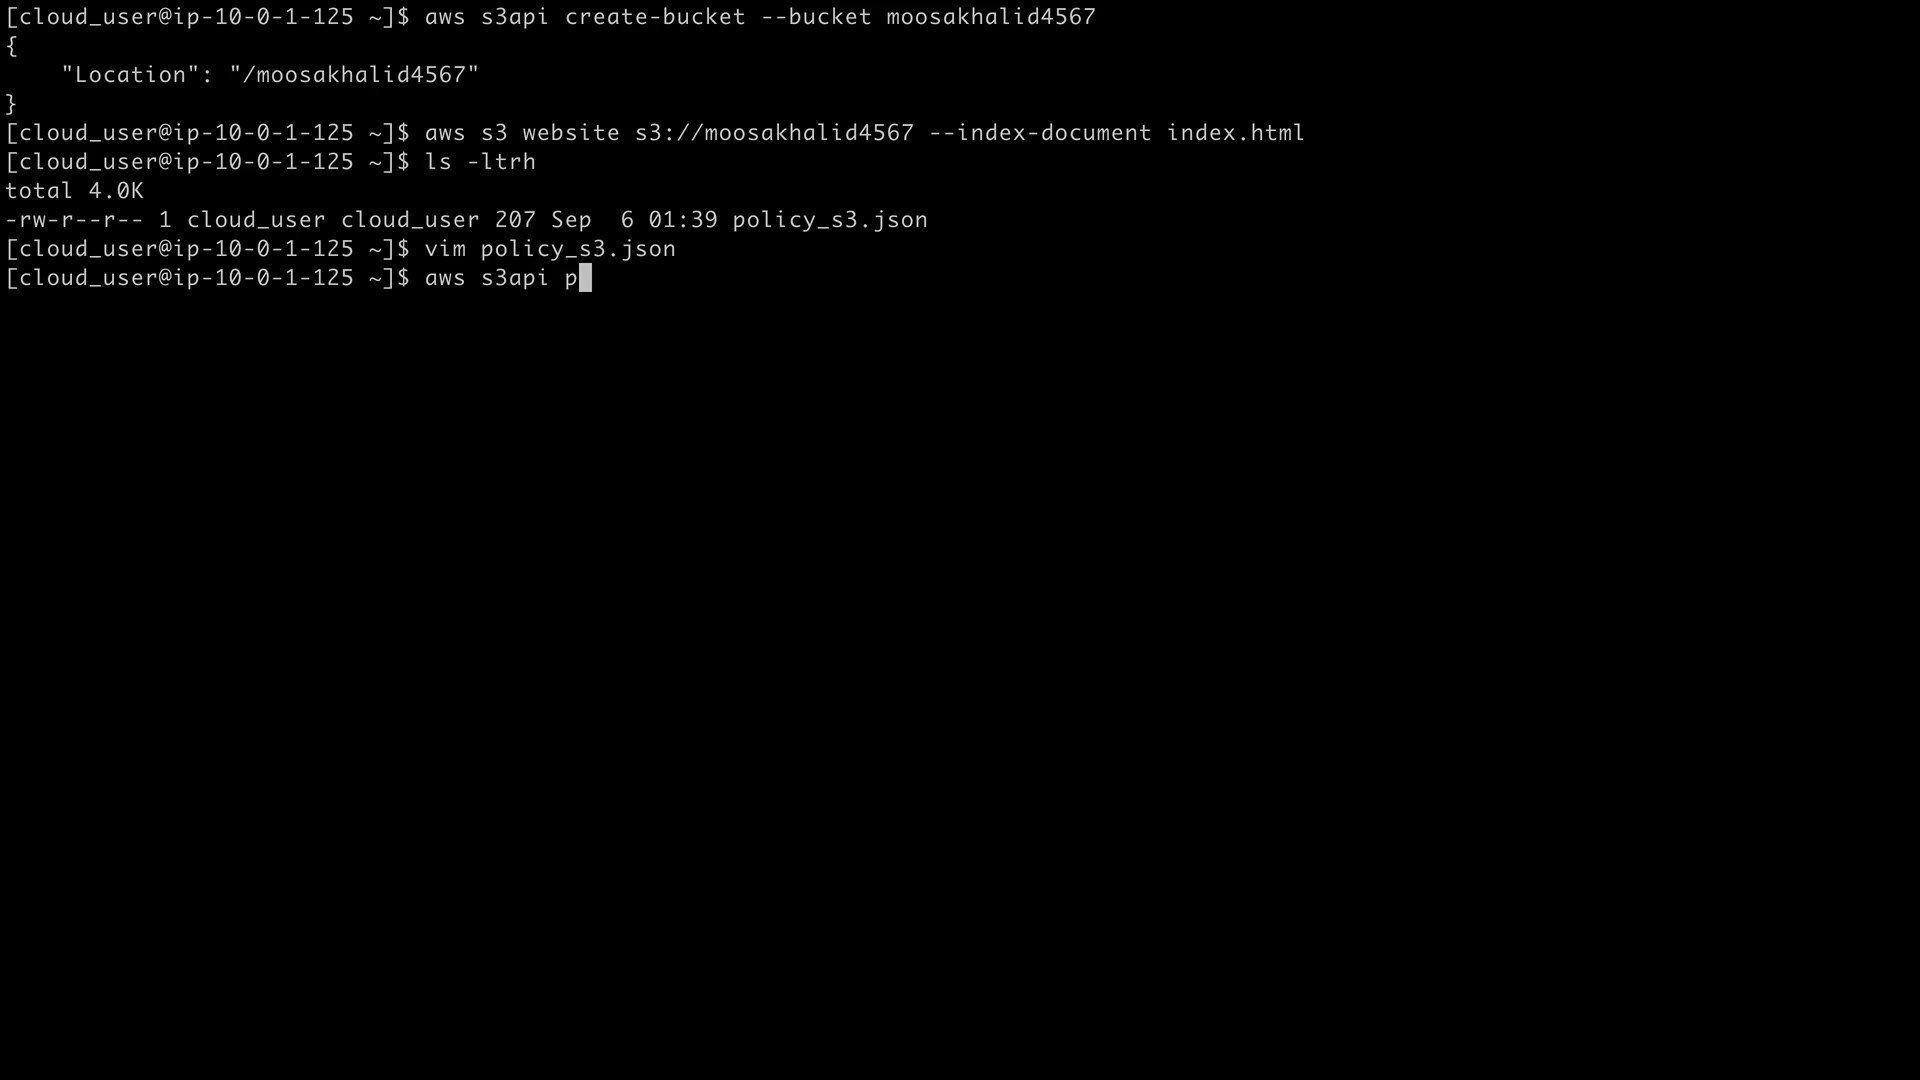 [cloud_user@ip-10-0-1-125 ~]$ aws s3api create-bucket --bucket moosakhalid4567
{
    "Location": "/moosakhalid4567"
}
[cloud_user@ip-10-0-1-125 ~]$ aws s3 website s3://moosakhalid4567 --index-document index.html
[cloud_user@ip-10-0-1-125 ~]$ ls -ltrh
total 4.0K
-rw-r--r-- 1 cloud_user cloud_user 207 Sep  6 01:39 policy_s3.json
[cloud_user@ip-10-0-1-125 ~]$ vim policy_s3.json
[cloud_user@ip-10-0-1-125 ~]$ aws s3api p